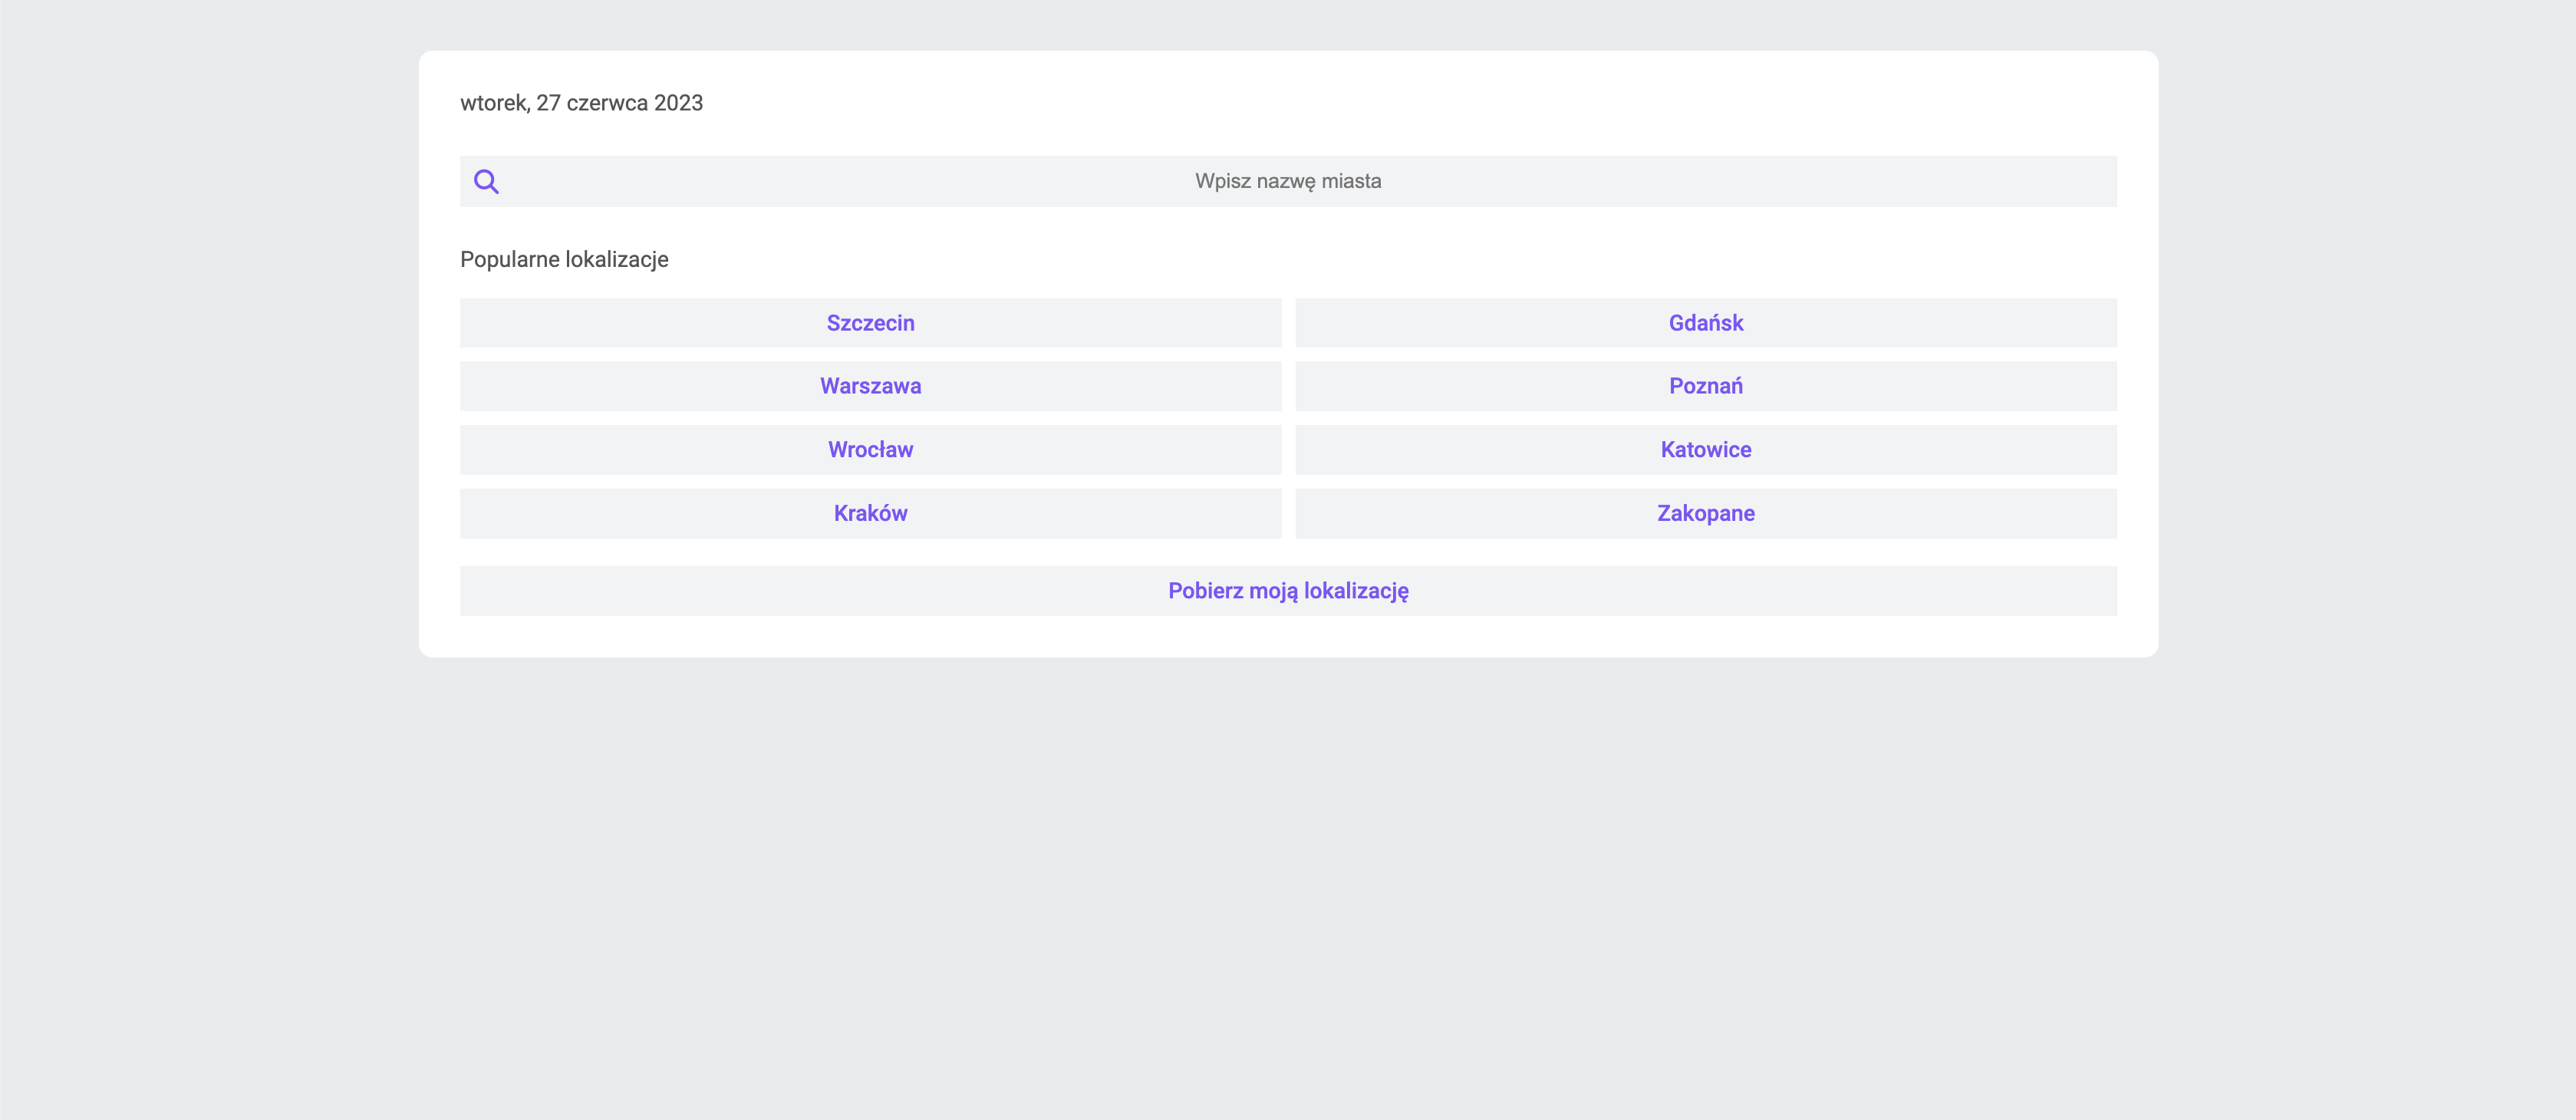 wtorek, 27 czerwca 2023
Wpisz nazwę miasta
Popularne lokalizacje
Szczecin
Gdańsk
Warszawa
Poznań
Wrocław
Katowice
Kraków
Zakopane
Pobierz moją lokalizację